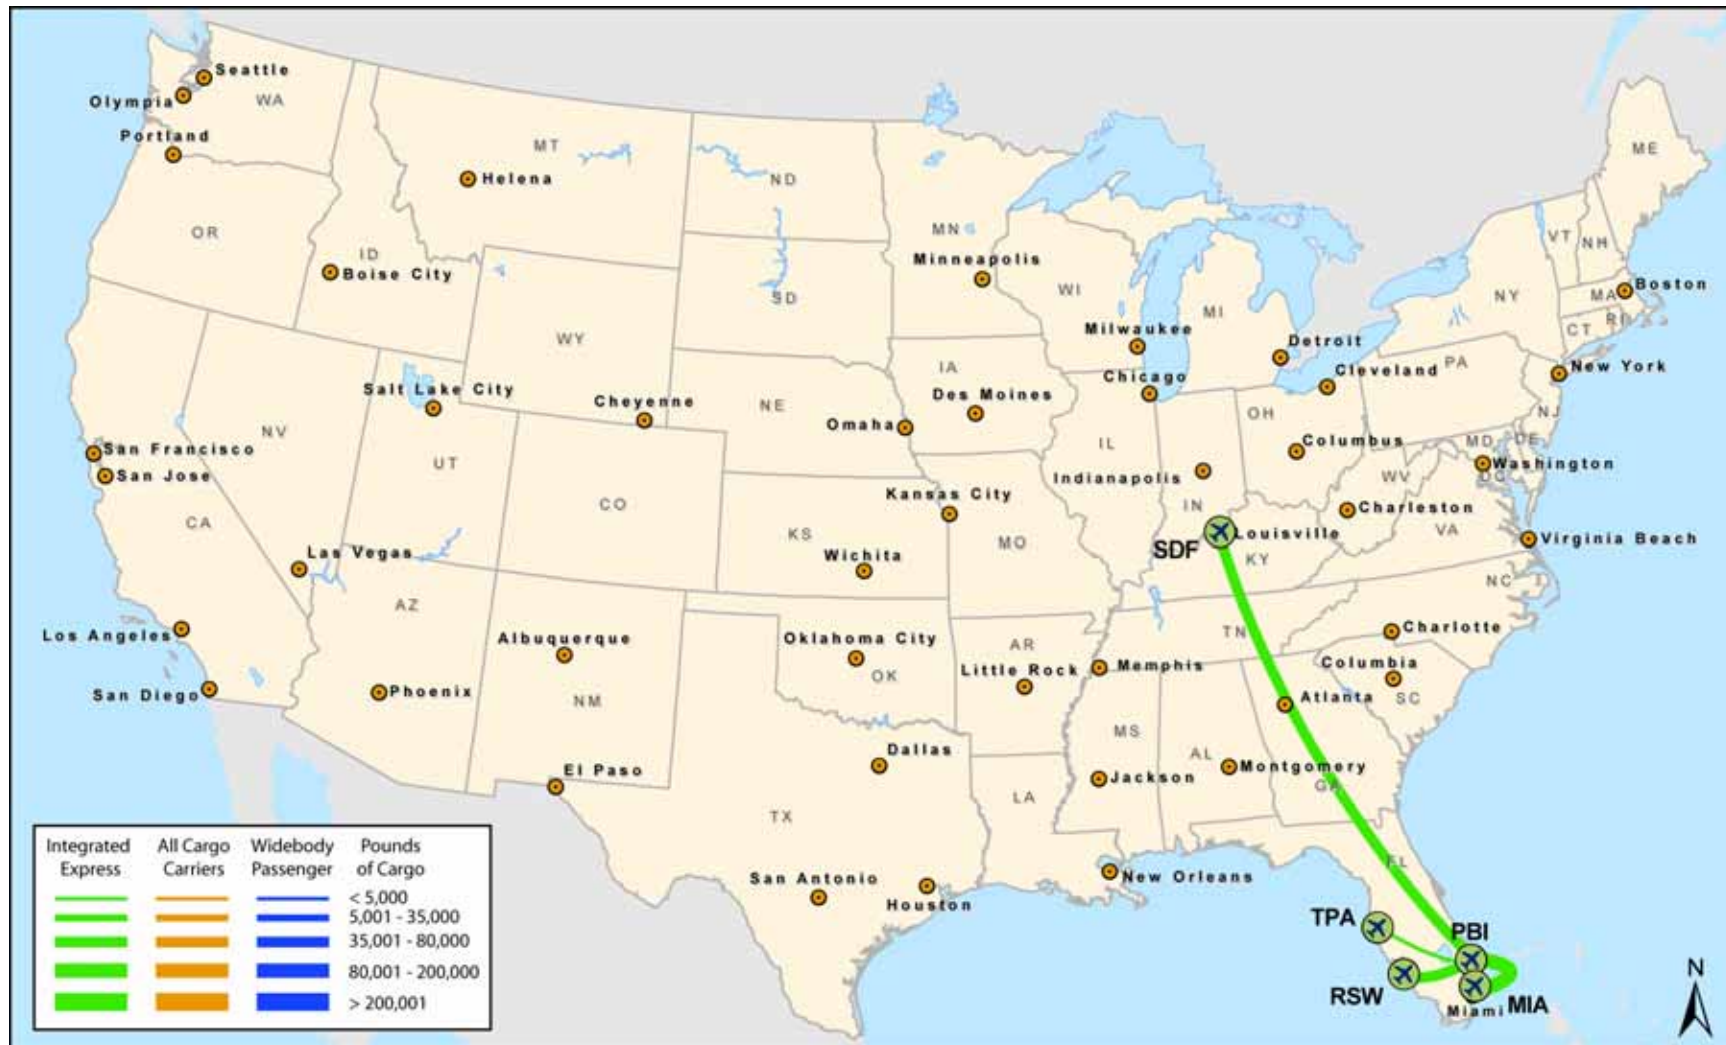 Seattle
WA
Olympia
Portland
MT
Helena
ND
ME
OR
ID
Boise City
MN
Minneapolis
VT
NH
SD
WI
MI
NY
MA
Boston
RI
CT
WY
Milwaukee
Detroit
IA
PA
Salt Lake City
Cheyenne
NE
Des Moines
Chicago
Cleveland
New York
NJ
Omaha
OH
NV
UT
IL
Columbus
MD
DE
San Francisco
San Jose
Indianapolis
WV
Washington
DC
CA
CO
Kansas City
IN
Charleston
KS
MO
Louisville
VA
Virginia Beach
SDF
KY
Las Vegas
Wichita
NC
AZ
Los Angeles
Albuquerque
Oklahoma City
AR
TN
Charlotte
OK
Little Rock
Memphis
Columbia
San Diego
Phoenix
NM
Atlanta
SC
MS
AL
Dallas
El Paso
Jackson
Montgomery
GA
LA
TX
FL
San Antonio
Houston
New Orleans
TPA
PBI
RSW
MIA
Miami
N
Integrated Express
All Cargo Carriers
Widebody Passenger
Pounds of Cargo
< 5,000
5,001 - 35,000
35,001 - 80,000
80,001 - 200,000
> 200,001